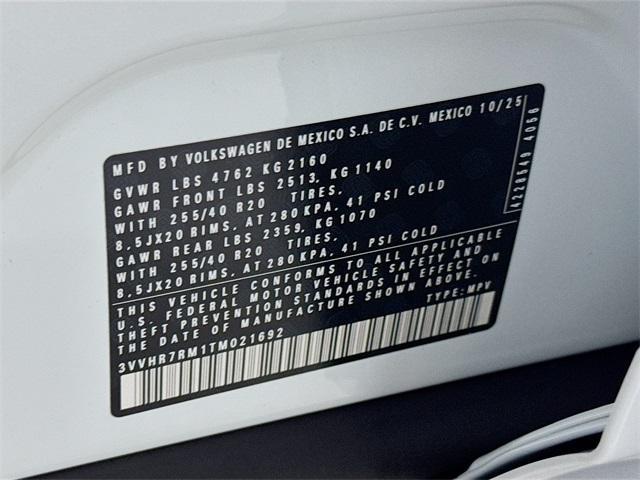 MFD BY VOLKSWAGEN DE MEXICO S.A. DE C.V. MEXICO 10/25
GVWR LBS 4762 KG 2160
GAWR FRONT LBS 2513, KG 1140
WITH 255/40 R20 TIRES,
8,5JX20 RIMS, AT 280 KPA, 41 PSI COLD
GAWR REAR LBS 2359, KG 1070
WITH 255/40 R20 TIRES,
8,5JX20 RIMS, AT 280KPA, 41 PSI COLD
THIS VEHICLE CONFORMS TO ALL APPLICABLE
U.S. FEDERAL MOTOR VEHICLE SAFETY AND
THEFT PREVENTION STANDARDS IN EFFECT ON
THE DATE OF MANUFACTURE SHOWN ABOVE.
3VVHR7RM1TM021692 TYPE: MPV
4228649 4056